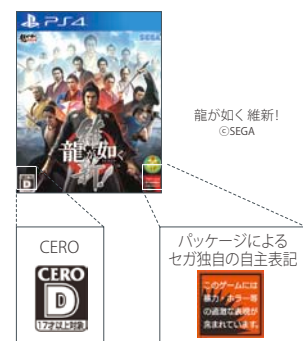 PS4
SEGA
龍が如く
維新!
D
龍が如く 維新!
©SEGA
CERO
パッケージによる
セガ独自の自主表記
CERO
D
17才以上対象
このゲームには
暴力・ホラー等
の過激な表現が
含まれています。